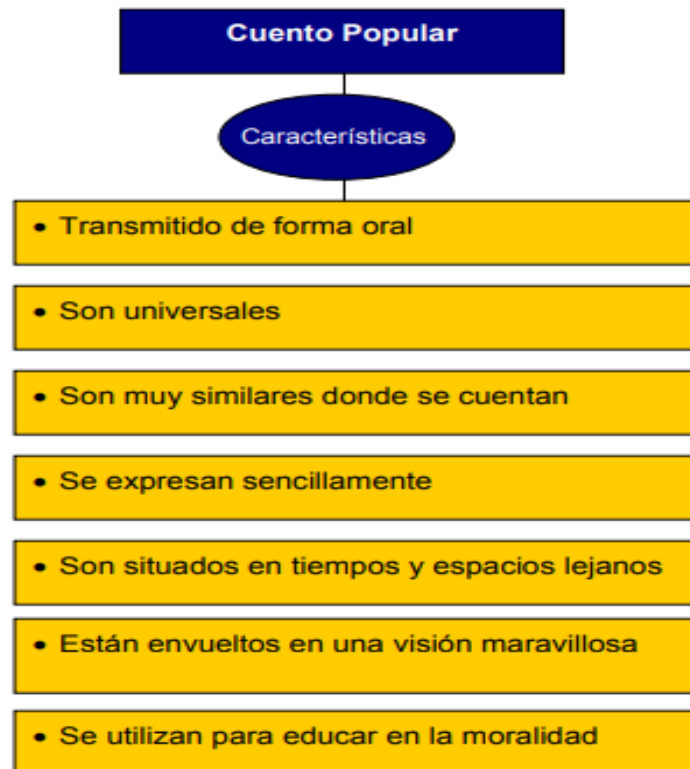 Cuento Popular
Característícas
• Transmitido de forma oral
• Son universales
• Son muy similares donde se cuentan
• Se expresan sencillamente
• Son situados en tiempos y espacios lejanos
• Están envueltos en una visión maravillosa
• Se utilizan para educar en la moralidad